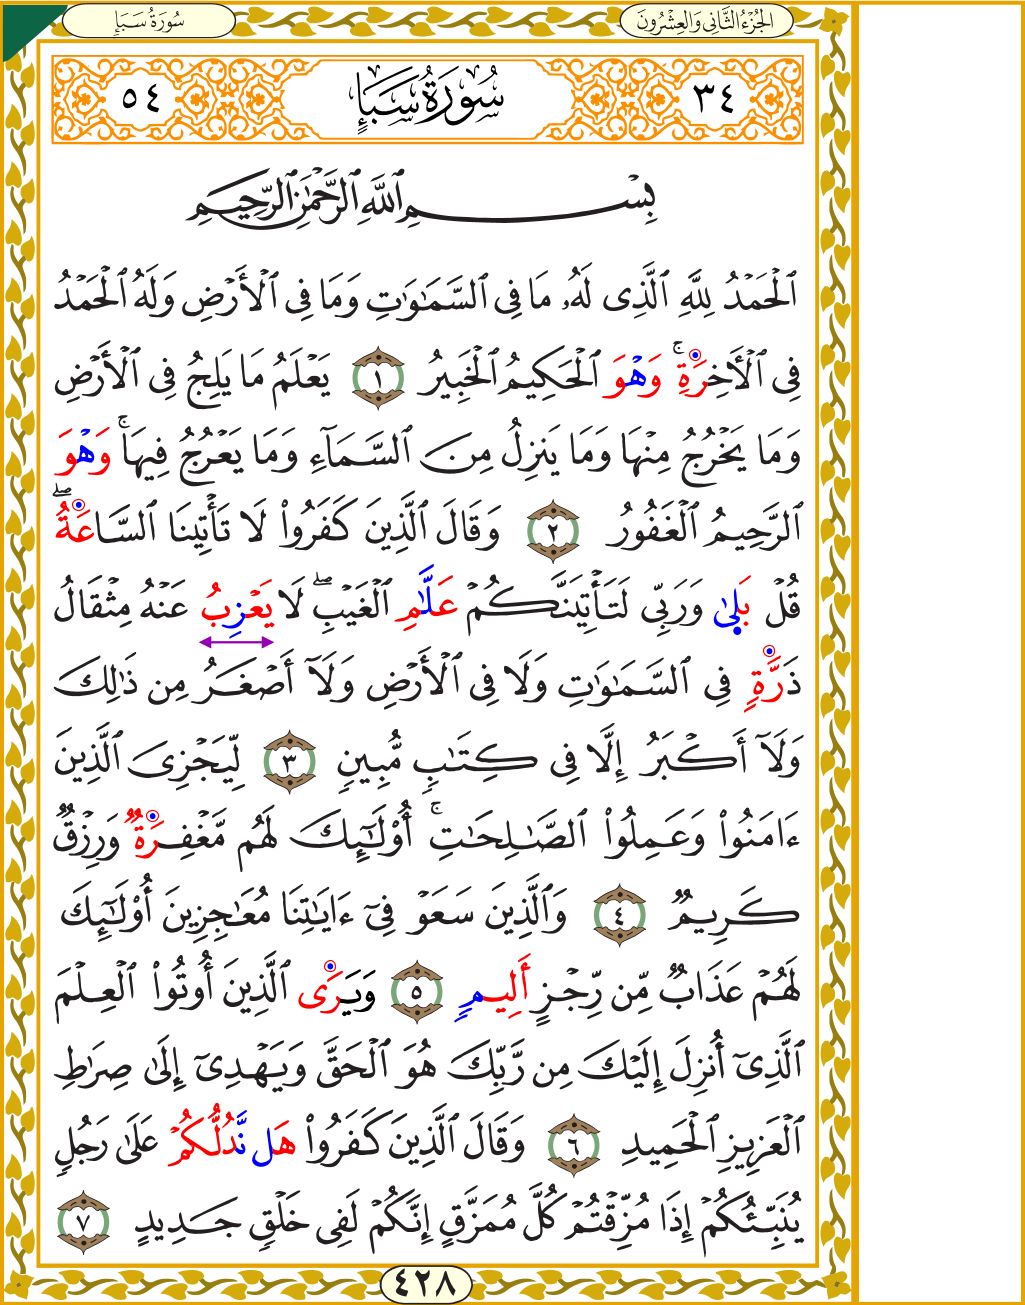 الجُزْءُ الثَّانِي وَالعِشْرُونَ
سُورَةُ سَبَإٍ
٣٤
سُورَةُ سَبَإٍ
٥٤
بِسْمِ ٱللَّهِ ٱلرَّحْمَٰنِ ٱلرَّحِيمِ
ٱلْحَمْدُ لِلَّهِ ٱلَّذِى لَهُۥ مَا فِى ٱلسَّمَٰوَٰتِ وَمَا فِى ٱلْأَرْضِ وَلَهُ ٱلْحَمْدُ
فِى ٱلْأَخِرَةِۚ وَهْوَ ٱلْحَكِيمُ ٱلْخَبِيرُ ١ يَعْلَمُ مَا يَلِجُ فِى ٱلْأَرْضِ
وَمَا يَخْرُجُ مِنْهَا وَمَا يَنزِلُ مِنَ ٱلسَّمَآءِ وَمَا يَعْرُجُ فِيهَاۚ وَهْوَ
ٱلرَّحِيمُ ٱلْغَفُورُ ٢ وَقَالَ ٱلَّذِينَ كَفَرُوا۟ لَا تَأْتِينَا ٱلسَّاعَةُۖ
قُلْ بَلَىٰ وَرَبِّى لَتَأْتِيَنَّكُمْ عَلَّٰمِ ٱلْغَيْبِۖ لَا يَعْزِبُ عَنْهُ مِثْقَالُ
ذَرَّةٍ فِى ٱلسَّمَٰوَٰتِ وَلَا فِى ٱلْأَرْضِ وَلَآ أَصْغَرُ مِن ذَٰلِكَ
وَلَآ أَكْبَرُ إِلَّا فِى كِتَٰبٍ مُّبِينٍ ٣ لِّيَجْزِىَ ٱلَّذِينَ
ءَامَنُوا۟ وَعَمِلُوا۟ ٱلصَّٰلِحَٰتِۚ أُو۟لَٰٓئِكَ لَهُم مَّغْفِرَةٌ وَرِزْقٌ
كَرِيمٌ ٤ وَٱلَّذِينَ سَعَوْ فِىٓ ءَايَٰتِنَا مُعَٰجِزِينَ أُو۟لَٰٓئِكَ
لَهُمْ عَذَابٌ مِّن رِّجْزٍ أَلِيمٍ ٥ وَيَرَى ٱلَّذِينَ أُوتُوا۟ ٱلْعِلْمَ
ٱلَّذِىٓ أُنزِلَ إِلَيْكَ مِن رَّبِّكَ هُوَ ٱلْحَقَّ وَيَهْدِىٓ إِلَىٰ صِرَٰطِ
ٱلْعَزِيزِ ٱلْحَمِيدِ ٦ وَقَالَ ٱلَّذِينَ كَفَرُوا۟ هَل نَّدُلُّكُمْ عَلَىٰ رَجُلٍ
يُنَبِّئُكُمْ إِذَا مُزِّقْتُمْ كُلَّ مُمَزَّقٍ إِنَّكُمْ لَفِى خَلْقٍ جَدِيدٍ ٧
٤٢٨